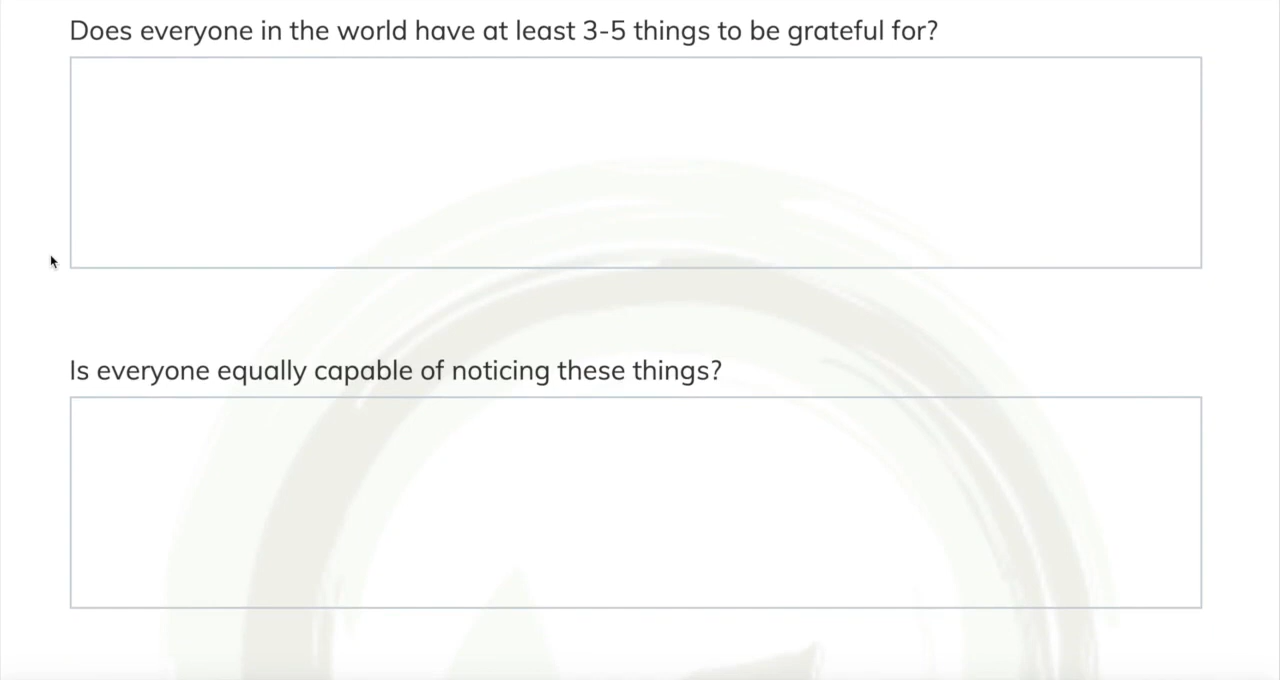 Does everyone in the world have at least 3-5 things to be grateful for?
Is everyone equally capable of noticing these things?